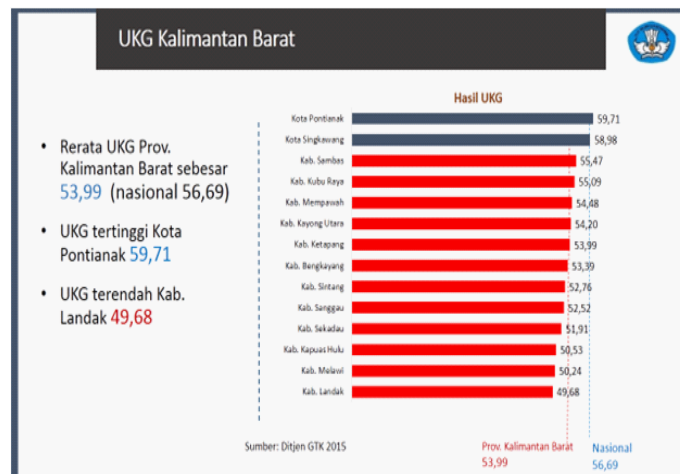 UKG Kalimantan Barat
• Rerata UKG Prov.
Kalimantan Barat sebesar
53,99 (nasional 56,69)
• UKG tertinggi Kota
Pontianak 59,71
• UKG terendah Kab.
Landak 49,68
Hasil UKG
Kota Pontianak 59,71
Kota Singkawang 58,98
Kab. Sambas 55,47
Kab. Kubu Raya 55,09
Kab. Mempawah 54,48
Kab. Kayong Utara 54,20
Kab. Ketapang 53,99
Kab. Bengkayang 53,39
Kab. Sintang 52,76
Kab. Sanggau 52,52
Kab. Sekadau 51,91
Kab. Kapuas Hulu 50,53
Kab. Melawi 50,24
Kab. Landak 49,68
Sumber: Ditjen GTK 2015
Prov. Kalimantan Barat
53,99
Nasional
56,69